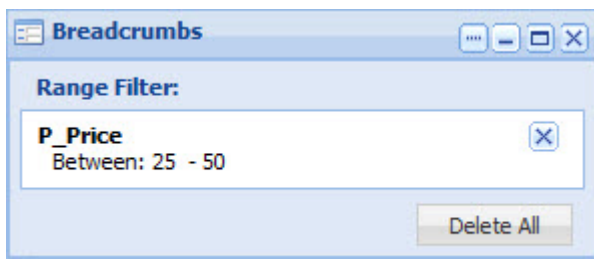 Breadcrumbs
Range Filter:
P_Price
Between: 25 - 50
Delete All